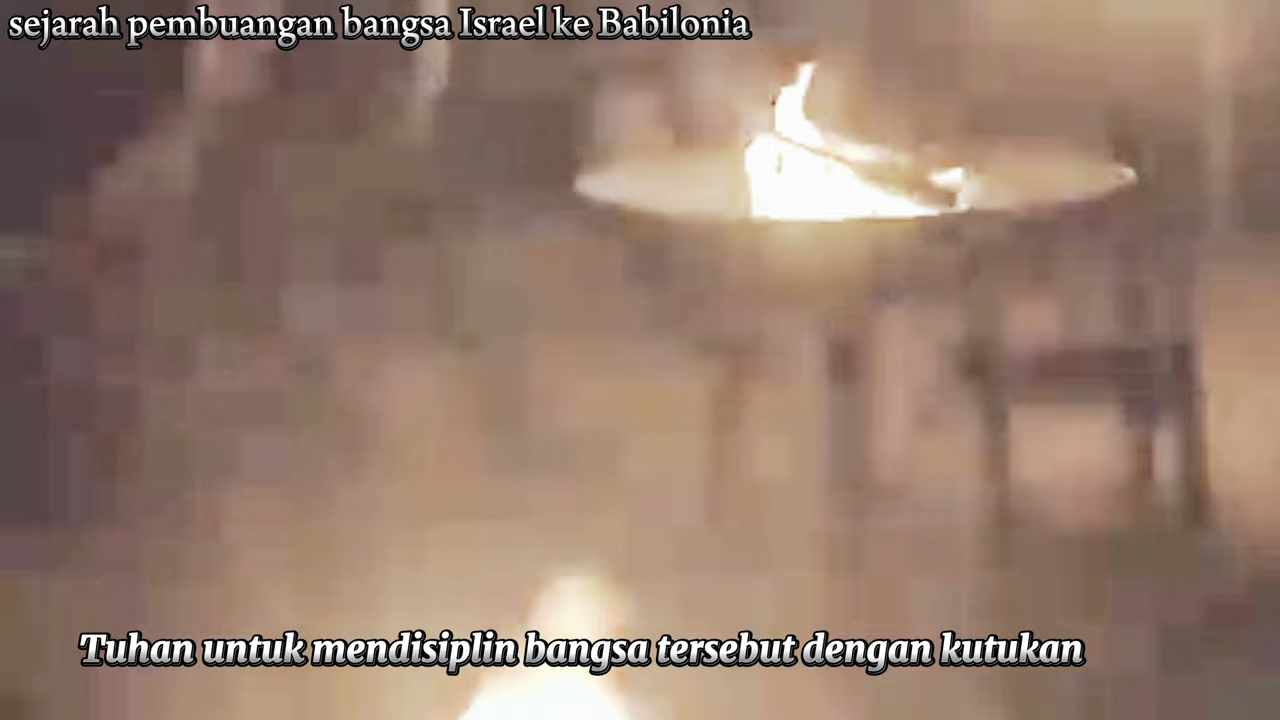 sejarah pembuangan bangsa Israel ke Babilonia
Tuhan untuk mendisiplin bangsa tersebut dengan kutukan